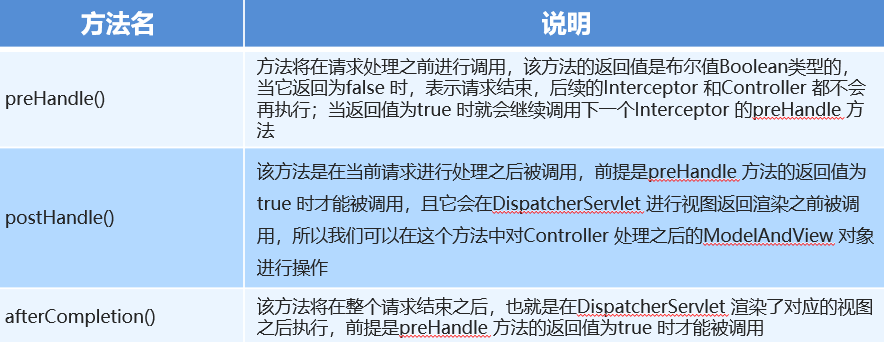 方法名
说明
preHandle()
方法将在请求处理之前进行调用，该方法的返回值是布尔值Boolean类型的，
当它返回为false 时，表示请求结束，后续的Interceptor 和Controller 都不会
再执行；当返回值为true 时就会继续调用下一个Interceptor 的preHandle 方
法
postHandle()
该方法是在当前请求进行处理之后被调用，前提是preHandle 方法的返回值为
true 时才能被调用，且它会在DispatcherServlet 进行视图返回渲染之前被调
用，所以我们可以在这个方法中对Controller 处理之后的ModelAndView 对象
进行操作
afterCompletion()
该方法将在整个请求结束之后，也就是在DispatcherServlet 渲染了对应的视图
之后执行，前提是preHandle 方法的返回值为true 时才能被调用